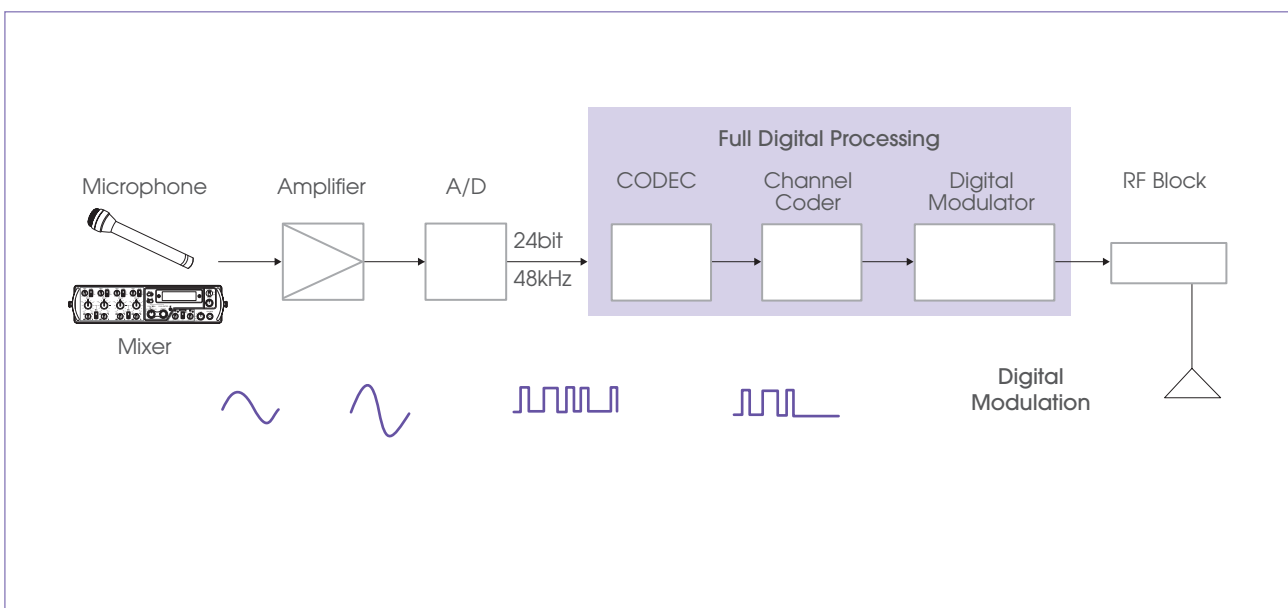 Full Digital Processing
Microphone
Amplifier
A/D
CODEC
Channel
Coder
Digital
Modulator
RF Block
24bit
48kHz
Mixer
Digital
Modulation